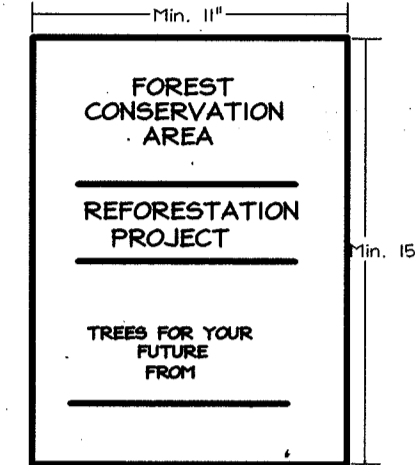 Min. 11"
FOREST
CONSERVATION
AREA
REFORESTATION
PROJECT
Min. 15
TREES FOR YOUR
FUTURE
FROM